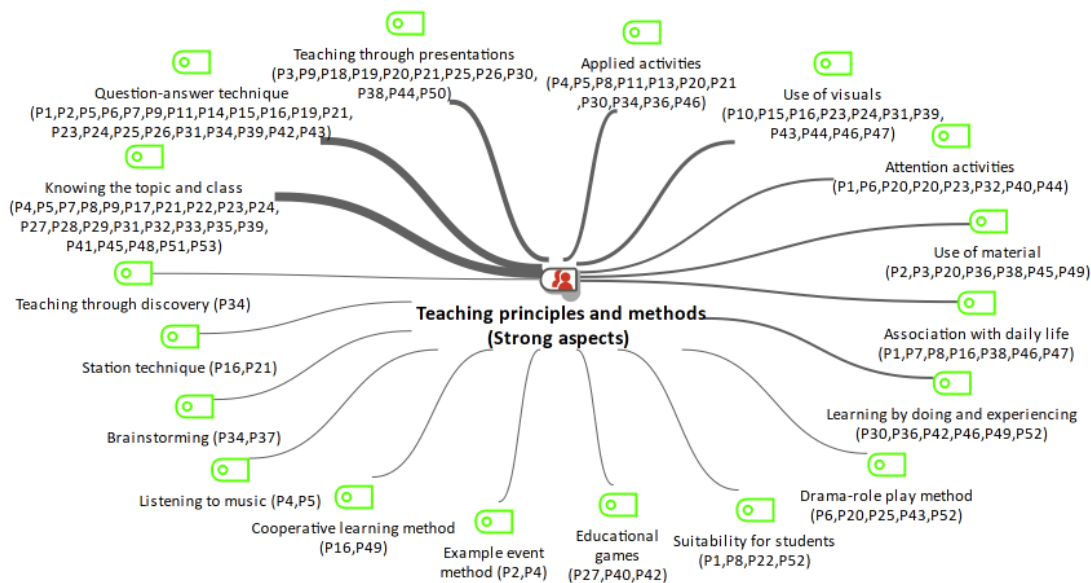 Teaching through presentations
(P3,P9,P18,P19,P20,P21,P25,P26,P30,
P38,P44,P50)
Applied activities
(P4,P5,P8,P11,P13,P20,P21
,P30,P34,P36,P46)
Question-answer technique
(P1,P2,P5,P6,P7,P9,P11,P14,P15,P16,P19,P21,
P23,P24,P25,P26,P31,P34,P39,P42,P43)
Use of visuals
(P10,P15,P16,P23,P24,P31,P39,
P43,P44,P46,P47)
Attention activities
(P1,P6,P20,P20,P23,P32,P40,P44)
Knowing the topic and class
(P4,P5,P7,P8,P9,P17,P21,P22,P23,P24,
P27,P28,P29,P31,P32,P33,P35,P39,
P41,P45,P48,P51,P53)
Use of material
(P2,P3,P20,P36,P38,P45,P49)
Teaching through discovery (P34)
Teaching principles and methods
(Strong aspects)
Association with daily life
(P1,P7,P8,P16,P38,P46,P47)
Station technique (P16,P21)
Learning by doing and experiencing
(P30,P36,P42,P46,P49,P52)
Brainstorming (P34,P37)
Drama-role play method
(P6,P20,P25,P43,P52)
Listening to music (P4,P5)
Cooperative learning method
(P16,P49)
Example event
method (P2,P4)
Educational
games
(P27,P40,P42)
Suitability for students
(P1,P8,P22,P52)